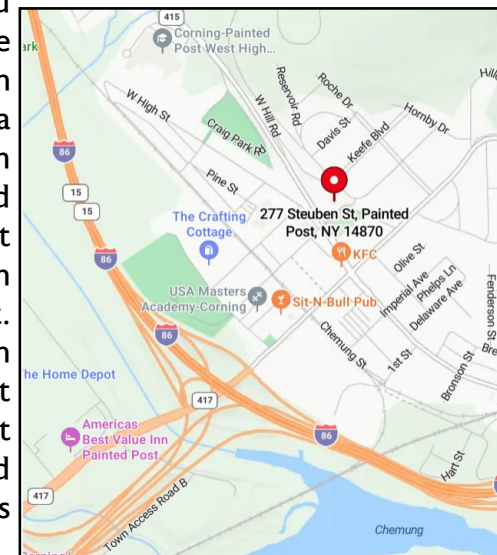 d
e
n
a
n
d
t
n
.
n
t
t
d
s
415
Corning-Painted
Post West High...
ark
W High St
Reservoir Rd
Roche Dr
W Hill Rd
Craig Park R
Davis St
Keefe Blvd
Hornby Dr
Hill
86
15
15
Pine St
277 Steuben St, Painted
Post, NY 14870
The Crafting
Cottage
KFC
86
USA Masters
Academy-Corning
Sit-N-Bull Pub
Olive St
Imperial Ave
Phelps Ln
Delaware Ave
Fenderson St
86
Chemung St
1st St
Bre
Bronson St
he Home Depot
417
86
Americas
Best Value Inn
Painted Post
Hart St
417
Town Access Road B
Chemung